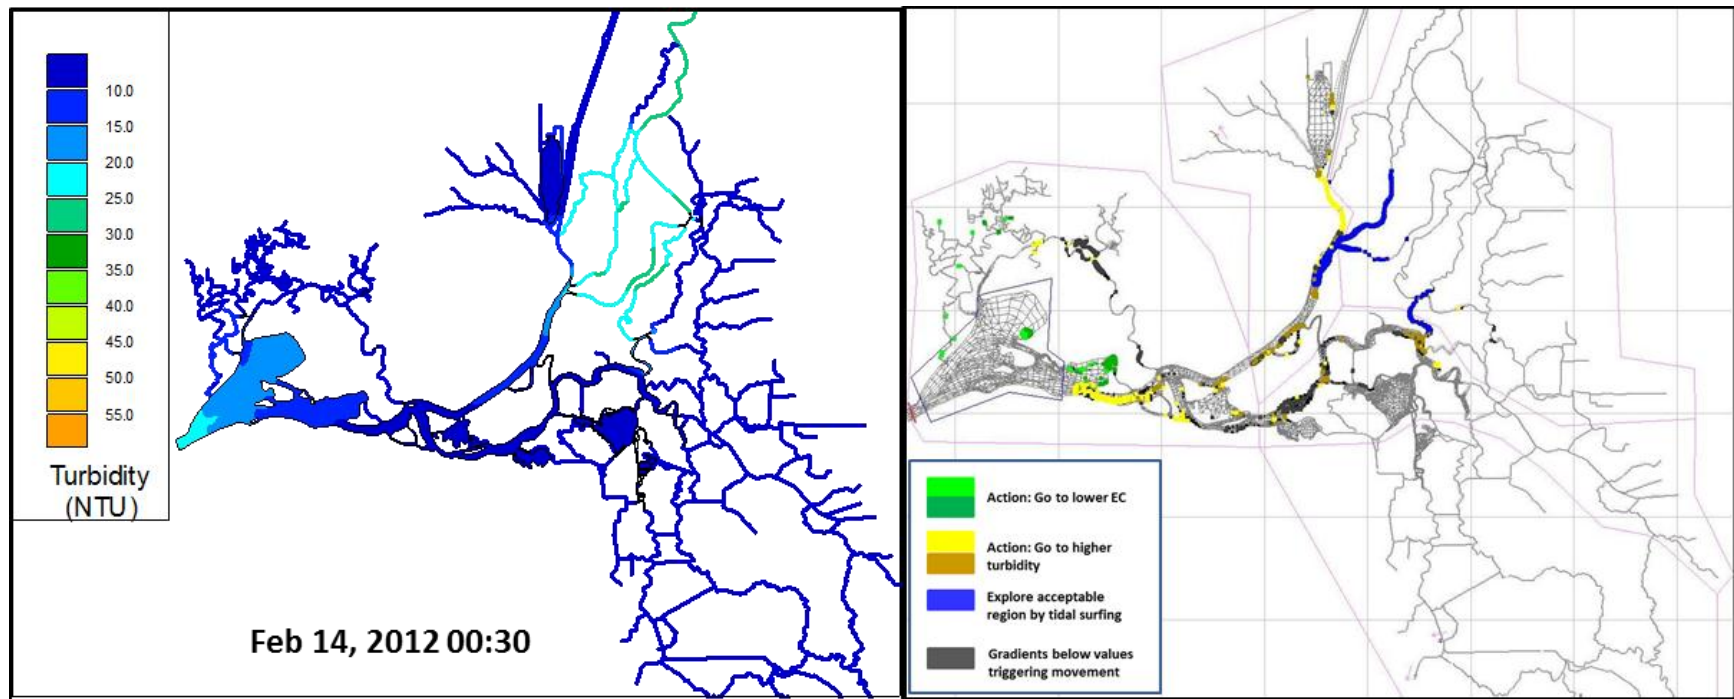 10.0
15.0
20.0
25.0
30.0
35.0
40.0
45.0
50.0
55.0
Turbidity
(NTU)
Feb 14, 2012 00:30
Action: Go to lower EC
Action: Go to higher
turbidity
Explore acceptable
region by tidal surfing
Gradients below values
triggering movement